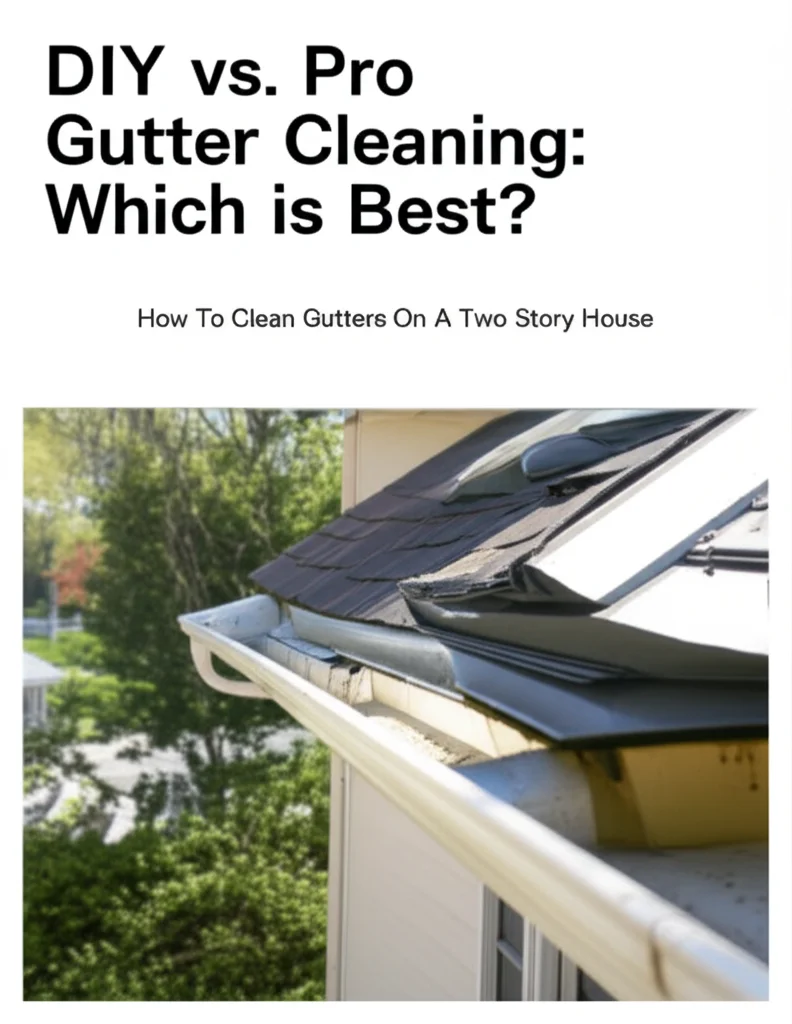 DIY vs. Pro
Gutter Cleaning:
Which is Best?
How To Clean Gutters On A Two Story House